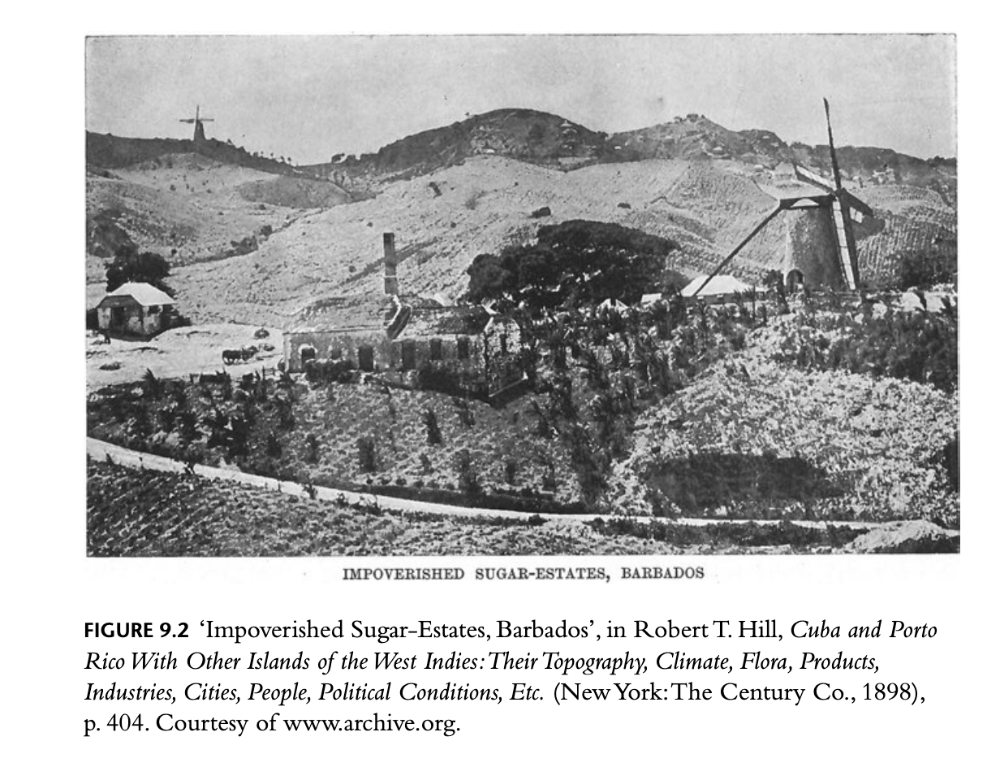 IMPOVERISHED SUGAR-ESTATES, BARBADOS
FIGURE 9.2 ‘Impoverished Sugar-Estates, Barbados’, in Robert T. Hill, Cuba and Porto
Rico With Other Islands of the West Indies: Their Topography, Climate, Flora, Products,
Industries, Cities, People, Political Conditions, Etc. (New York: The Century Co., 1898),
p. 404. Courtesy of www.archive.org.